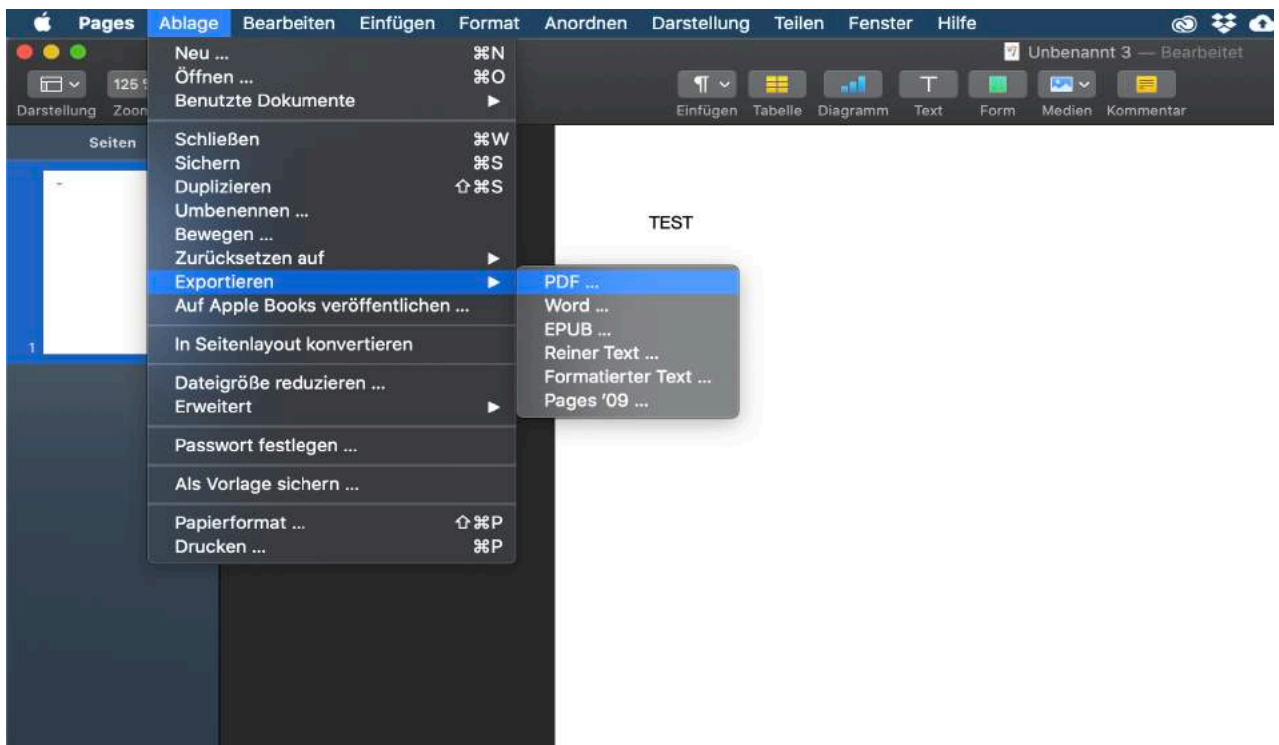 Pages Ablage Bearbeiten Einfügen Format Anordnen Darstellung Teilen Fenster Hilfe
Unbenannt 3 — Bearbeitet
125
Darstellung Zoom Einfügen Tabelle Diagramm Text Form Medien Kommentar
Seiten
1
Neu ... ⌘N
Öffnen ... ⌘O
Benutzte Dokumente ▶
Schließen ⌘W
Sichern ⌘S
Duplizieren ⇧⌘S
Umbenennen ...
Bewegen ...
Zurücksetzen auf ▶
Exportieren ▶
Auf Apple Books veröffentlichen ...
In Seitenlayout konvertieren
Dateigröße reduzieren ...
Erweitert ▶
Passwort festlegen ...
Als Vorlage sichern ...
Papierformat ... ⇧⌘P
Drucken ... ⌘P
PDF ...
Word ...
EPUB ...
Reiner Text ...
Formatierter Text ...
Pages '09 ...
TEST